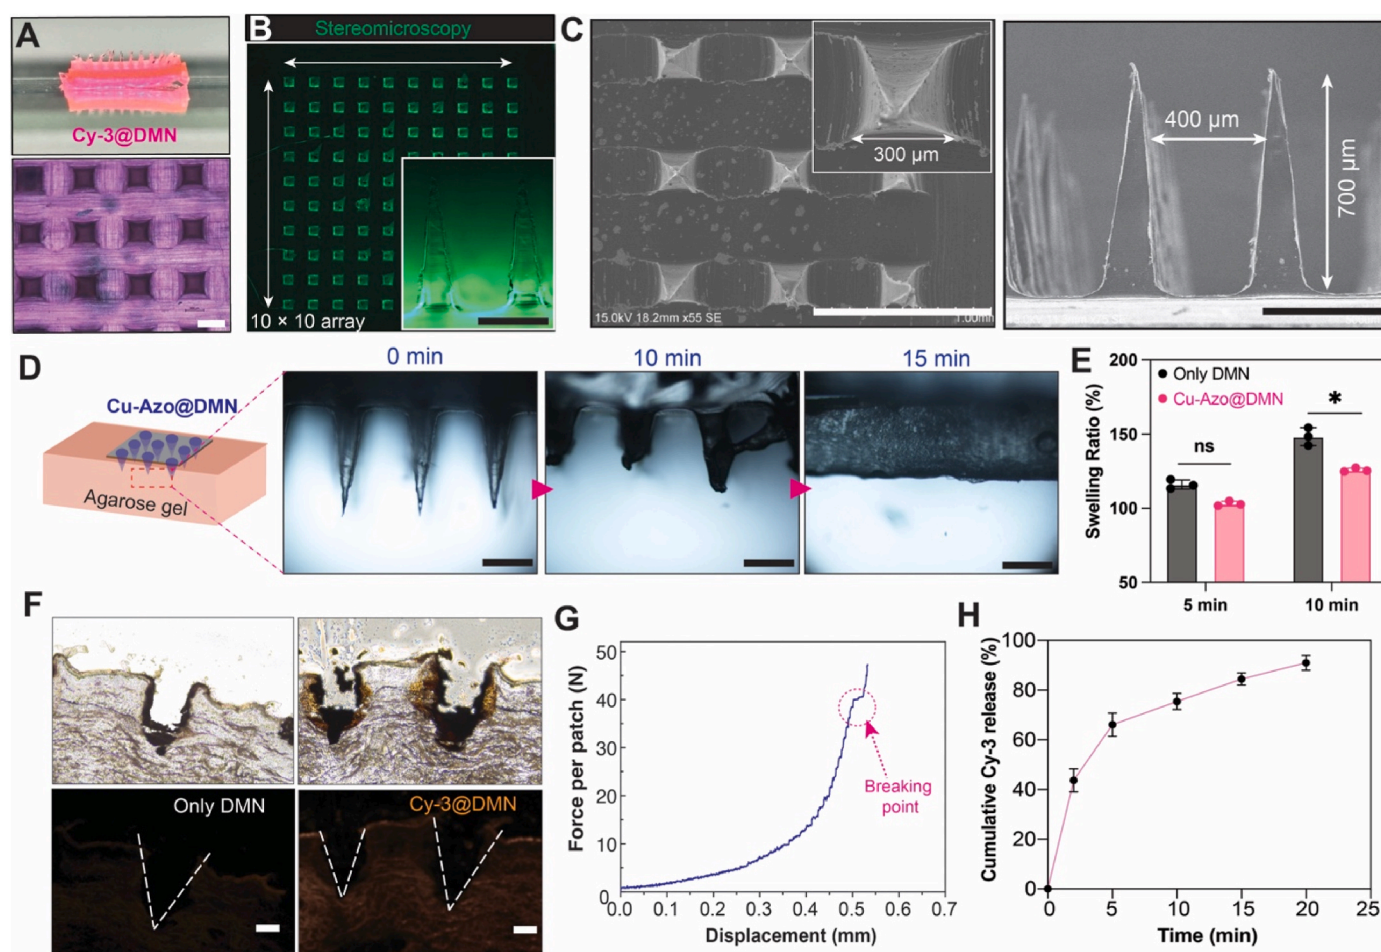 A
Cy-3@DMN
B
Stereomicroscopy
10 × 10 array
C
300 µm
15.0kV 18.2mm x55 SE
1.00mm
400 µm
700 µm
D
Cu-Azo@DMN
Agarose gel
0 min
10 min
15 min
E
Swelling Ratio (%)
200
150
100
50
Only DMN
Cu-Azo@DMN
ns
*
5 min
10 min
F
Only DMN
Cy-3@DMN
G
Force per patch (N)
50
40
30
20
10
0
Breaking
point
0.0
0.1
0.2
0.3
0.4
0.5
0.6
0.7
Displacement (mm)
H
Cumulative Cy-3 release (%)
100
80
60
40
20
0
0
5
10
15
20
25
Time (min)